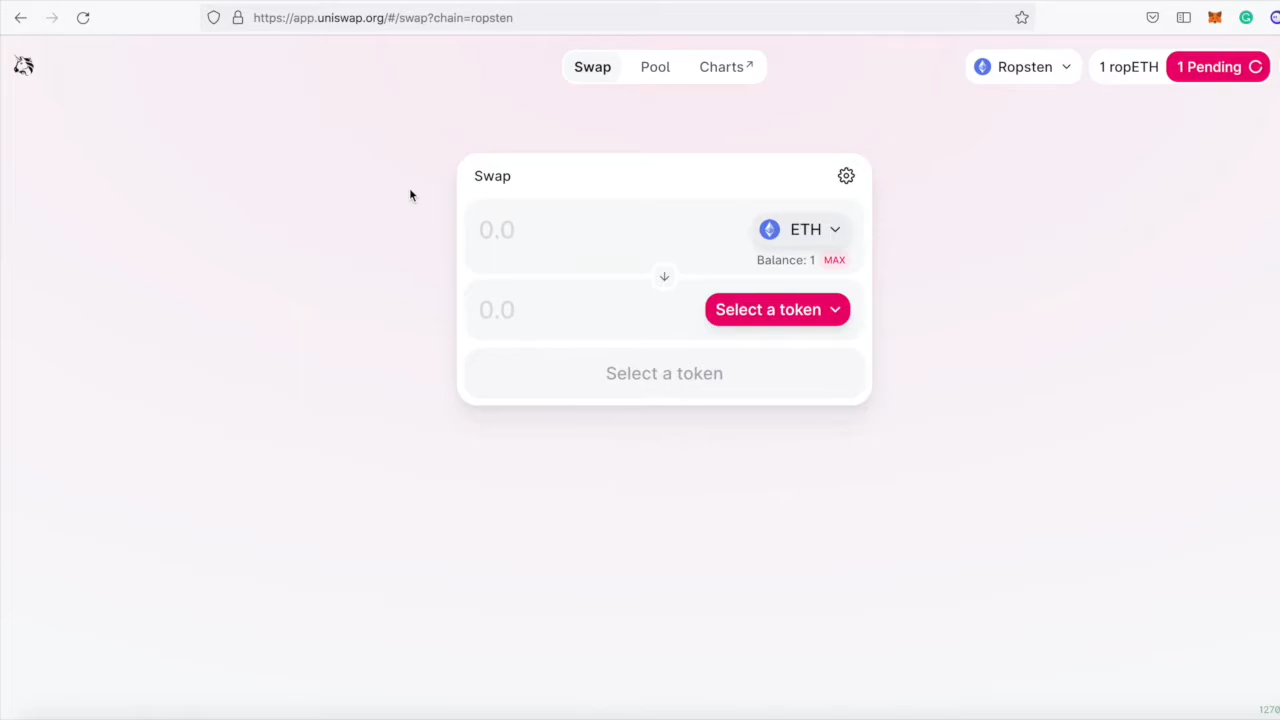 https://app.uniswap.org/#/swap?chain=ropsten
Swap Pool Charts↗ Ropsten 1 ropETH 1 Pending
Swap
0.0 ETH
Balance: 1 MAX
0.0 Select a token
Select a token
1270